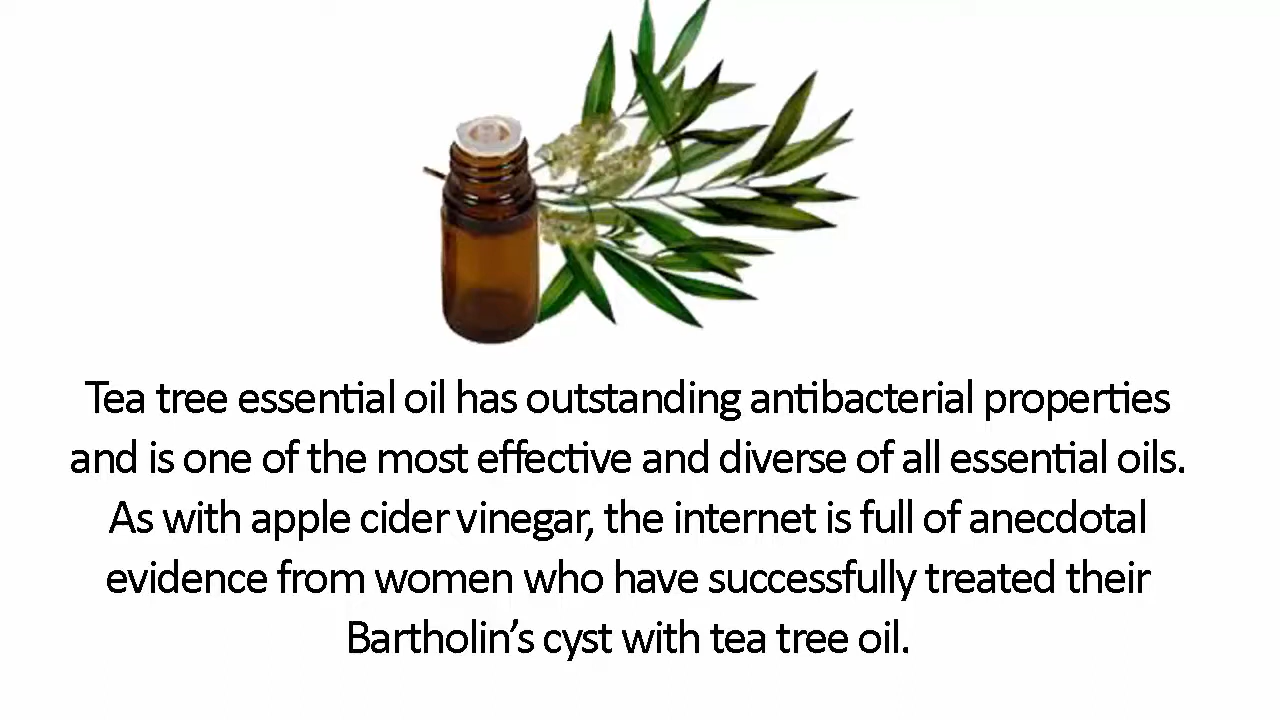 Tea tree essential oil has outstanding antibacterial properties
and is one of the most effective and diverse of all essential oils.
As with apple cider vinegar, the internet is full of anecdotal
evidence from women who have successfully treated their
Bartholin’s cyst with tea tree oil.